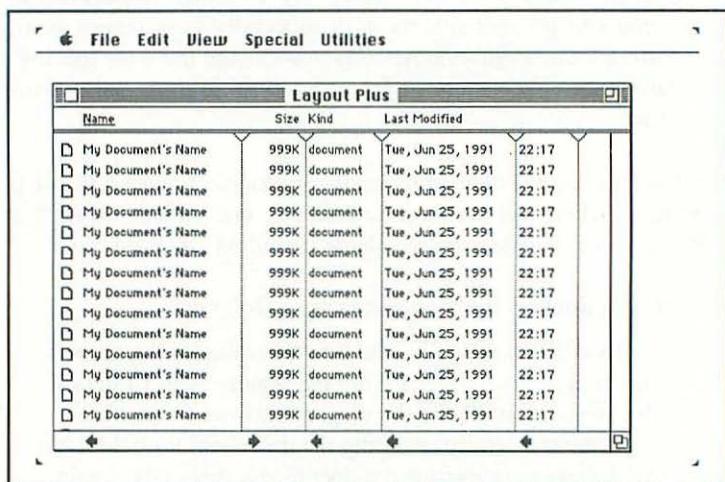 File Edit View Special Utilities
Layout Plus
Name Size Kind Last Modified
My Document's Name 999K document Tue, Jun 25, 1991 22:17
My Document's Name 999K document Tue, Jun 25, 1991 22:17
My Document's Name 999K document Tue, Jun 25, 1991 22:17
My Document's Name 999K document Tue, Jun 25, 1991 22:17
My Document's Name 999K document Tue, Jun 25, 1991 22:17
My Document's Name 999K document Tue, Jun 25, 1991 22:17
My Document's Name 999K document Tue, Jun 25, 1991 22:17
My Document's Name 999K document Tue, Jun 25, 1991 22:17
My Document's Name 999K document Tue, Jun 25, 1991 22:17
My Document's Name 999K document Tue, Jun 25, 1991 22:17
My Document's Name 999K document Tue, Jun 25, 1991 22:17
My Document's Name 999K document Tue, Jun 25, 1991 22:17
My Document's Name 999K document Tue, Jun 25, 1991 22:17
My Document's Name 999K document Tue, Jun 25, 1991 22:17